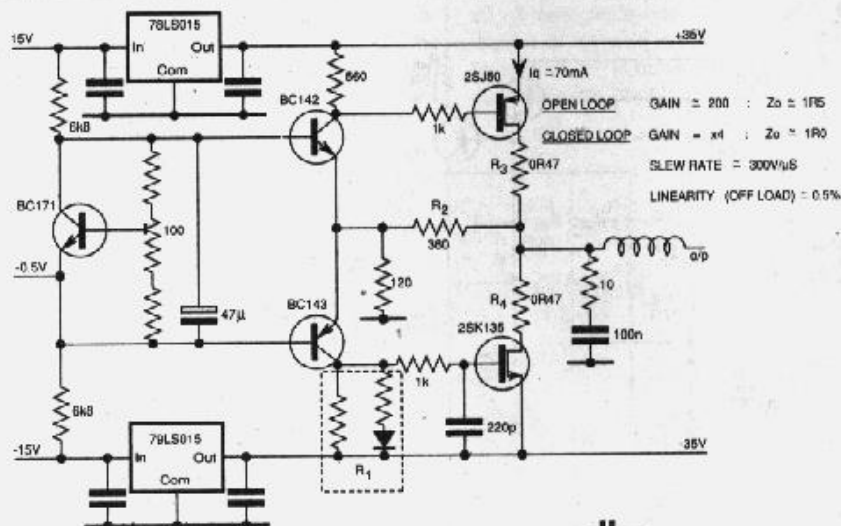 15V
78LS015
In
Out
Com
+35V
6k8
560
BC142
2SJ50
Iq =70mA
1k
OPEN LOOP GAIN ≃ 200 ; Zo ≃ 1R5
CLOSED LOOP GAIN = x4 ; Zo ≃ 1R0
SLEW RATE = 300V/µS
LINEARITY (OFF LOAD) = 0.5%
R3
0R47
BC171
100
R2
380
o/p
-0.5V
120
BC143
47µ
R4
0R47
10
100n
2SK135
1k
6k8
220p
-15V
79LS015
In
Out
Com
R1
-35V